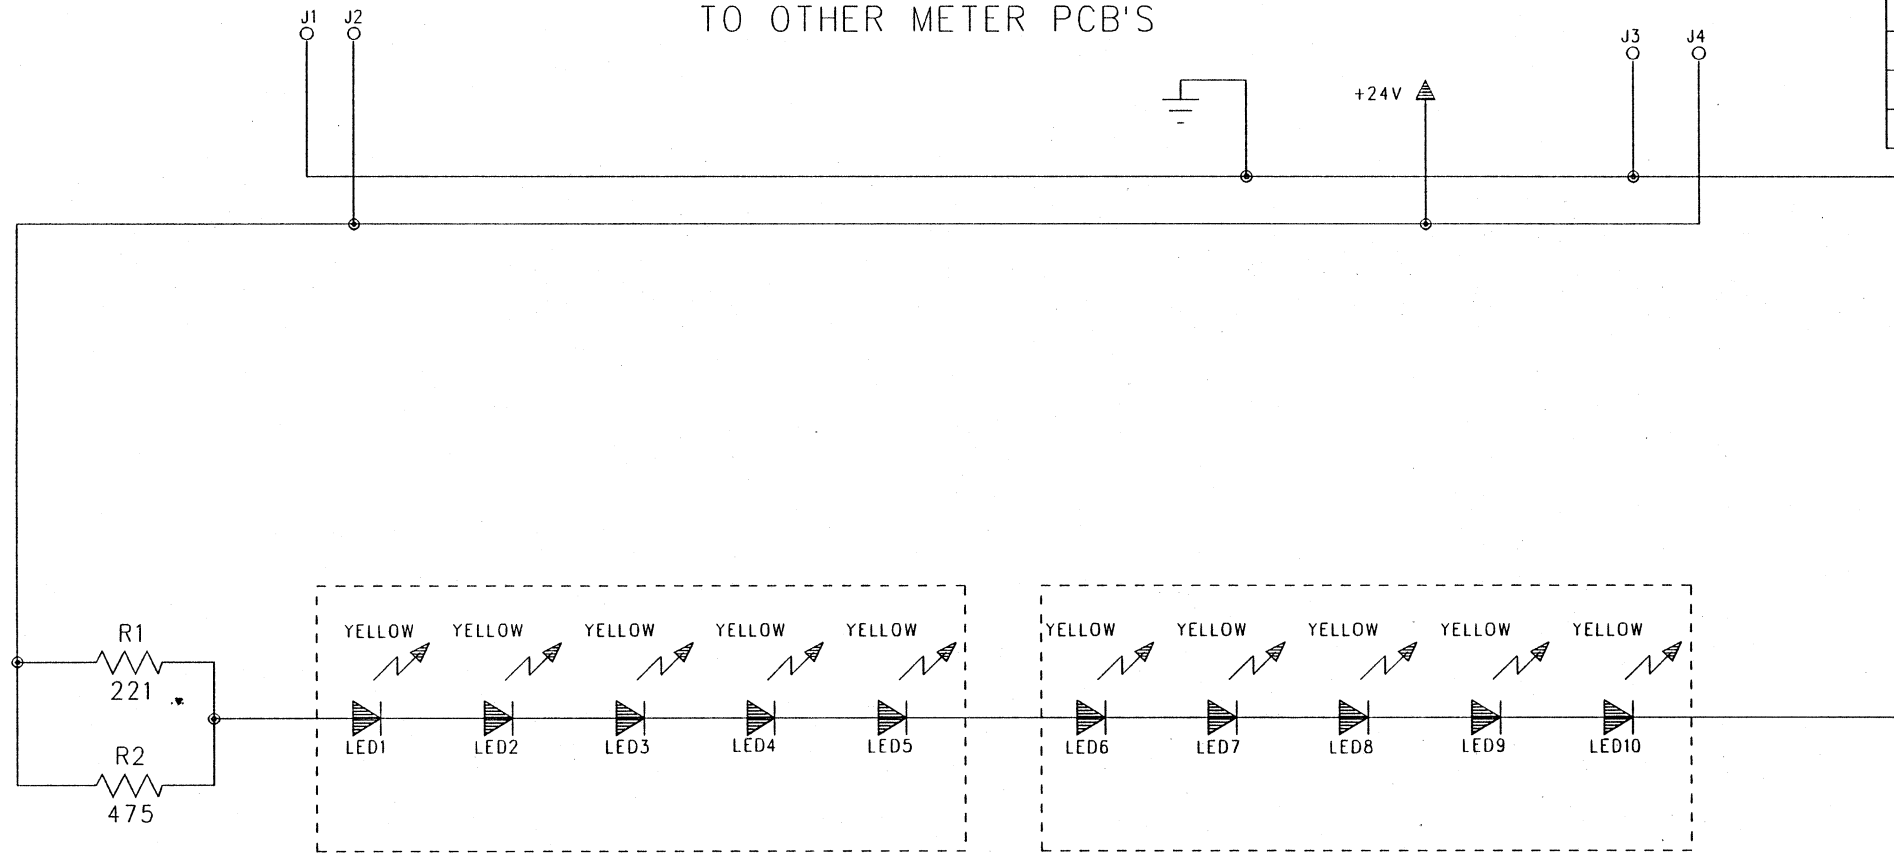 TO OTHER METER PCB'S
J1 J2
J3 J4
+24V
YELLOW YELLOW YELLOW YELLOW YELLOW YELLOW YELLOW YELLOW YELLOW YELLOW
R1
221
LED1 LED2 LED3 LED4 LED5 LED6 LED7 LED8 LED9 LED10
R2
475